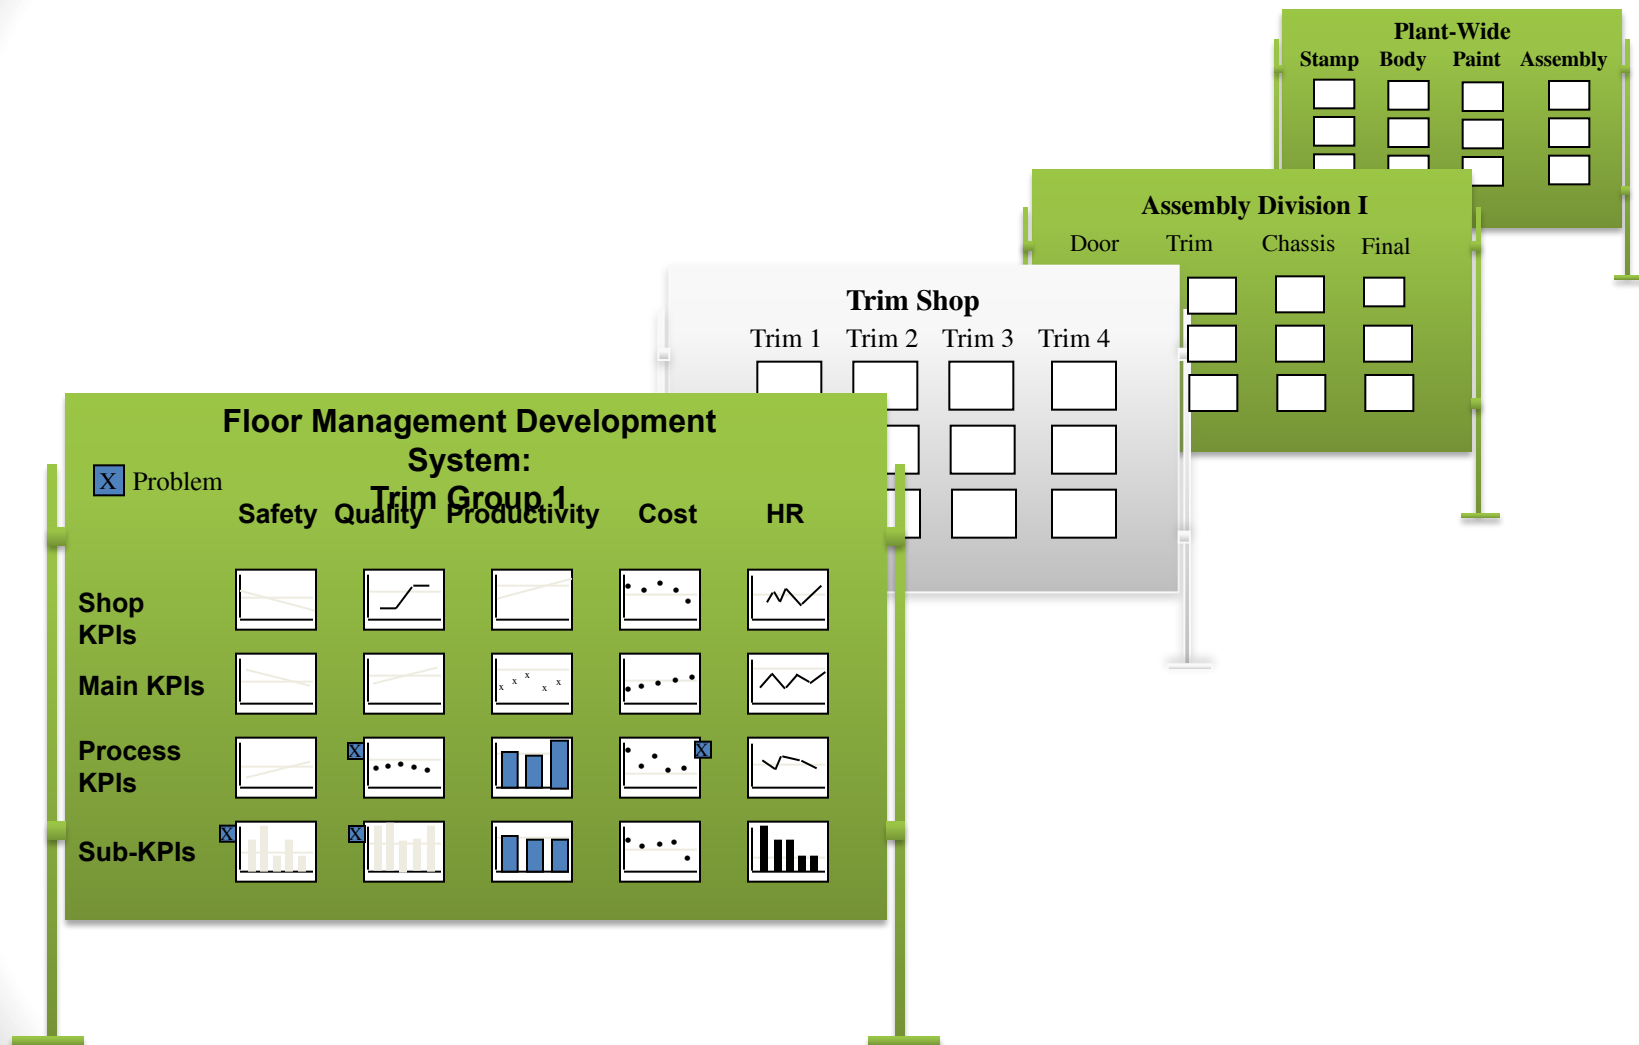 Plant-Wide
Stamp Body Paint Assembly
Assembly Division I
Door Trim Chassis Final
Trim Shop
Trim 1 Trim 2 Trim 3 Trim 4
Floor Management Development
System:
Trim Group 1
X Problem
Safety Quality Productivity Cost HR
Shop
KPIs
Main KPIs
x x x x x
Process
KPIs
X X
Sub-KPIs
X X